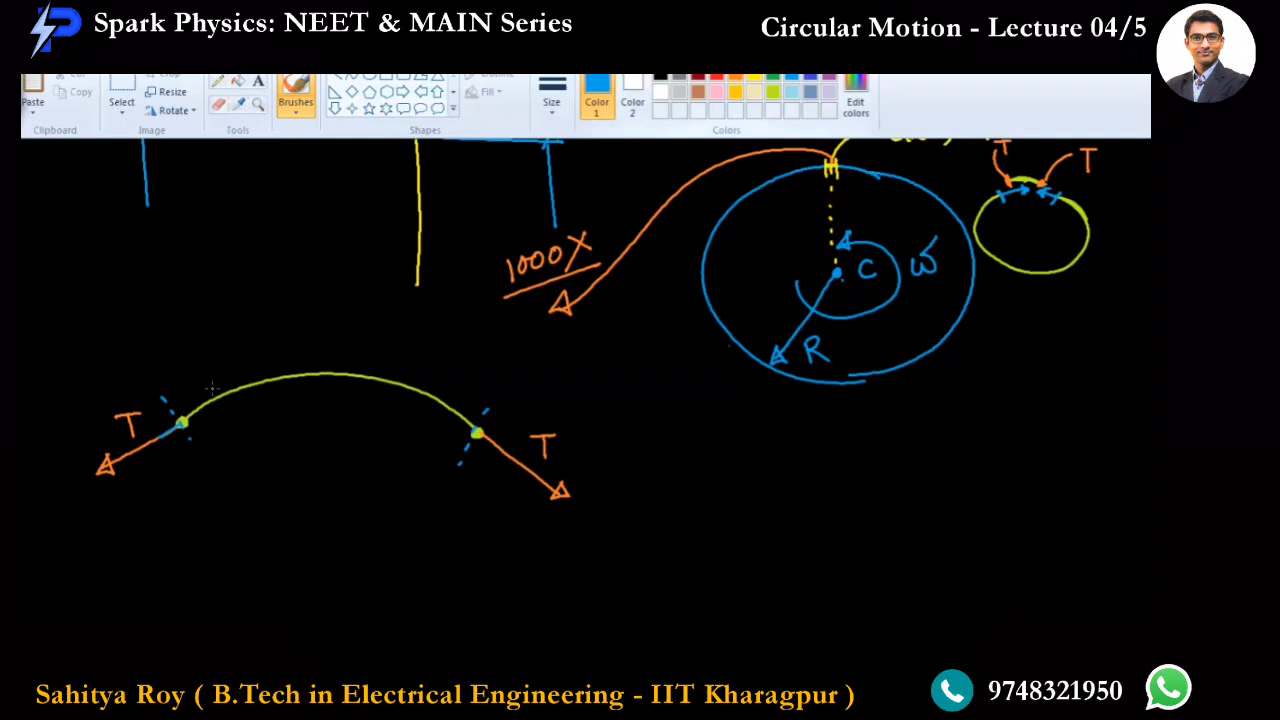 Spark Physics: NEET & MAIN Series
Circular Motion - Lecture 04/5
Paste
Copy
Select
Resize
Rotate
Brushes
Fill
Size
Color 1
Color 2
Edit colors
Clipboard
Image
Tools
Shapes
Colors
T
T
1000X
C
ω
R
T
T
Sahitya Roy ( B.Tech in Electrical Engineering - IIT Kharagpur )
9748321950